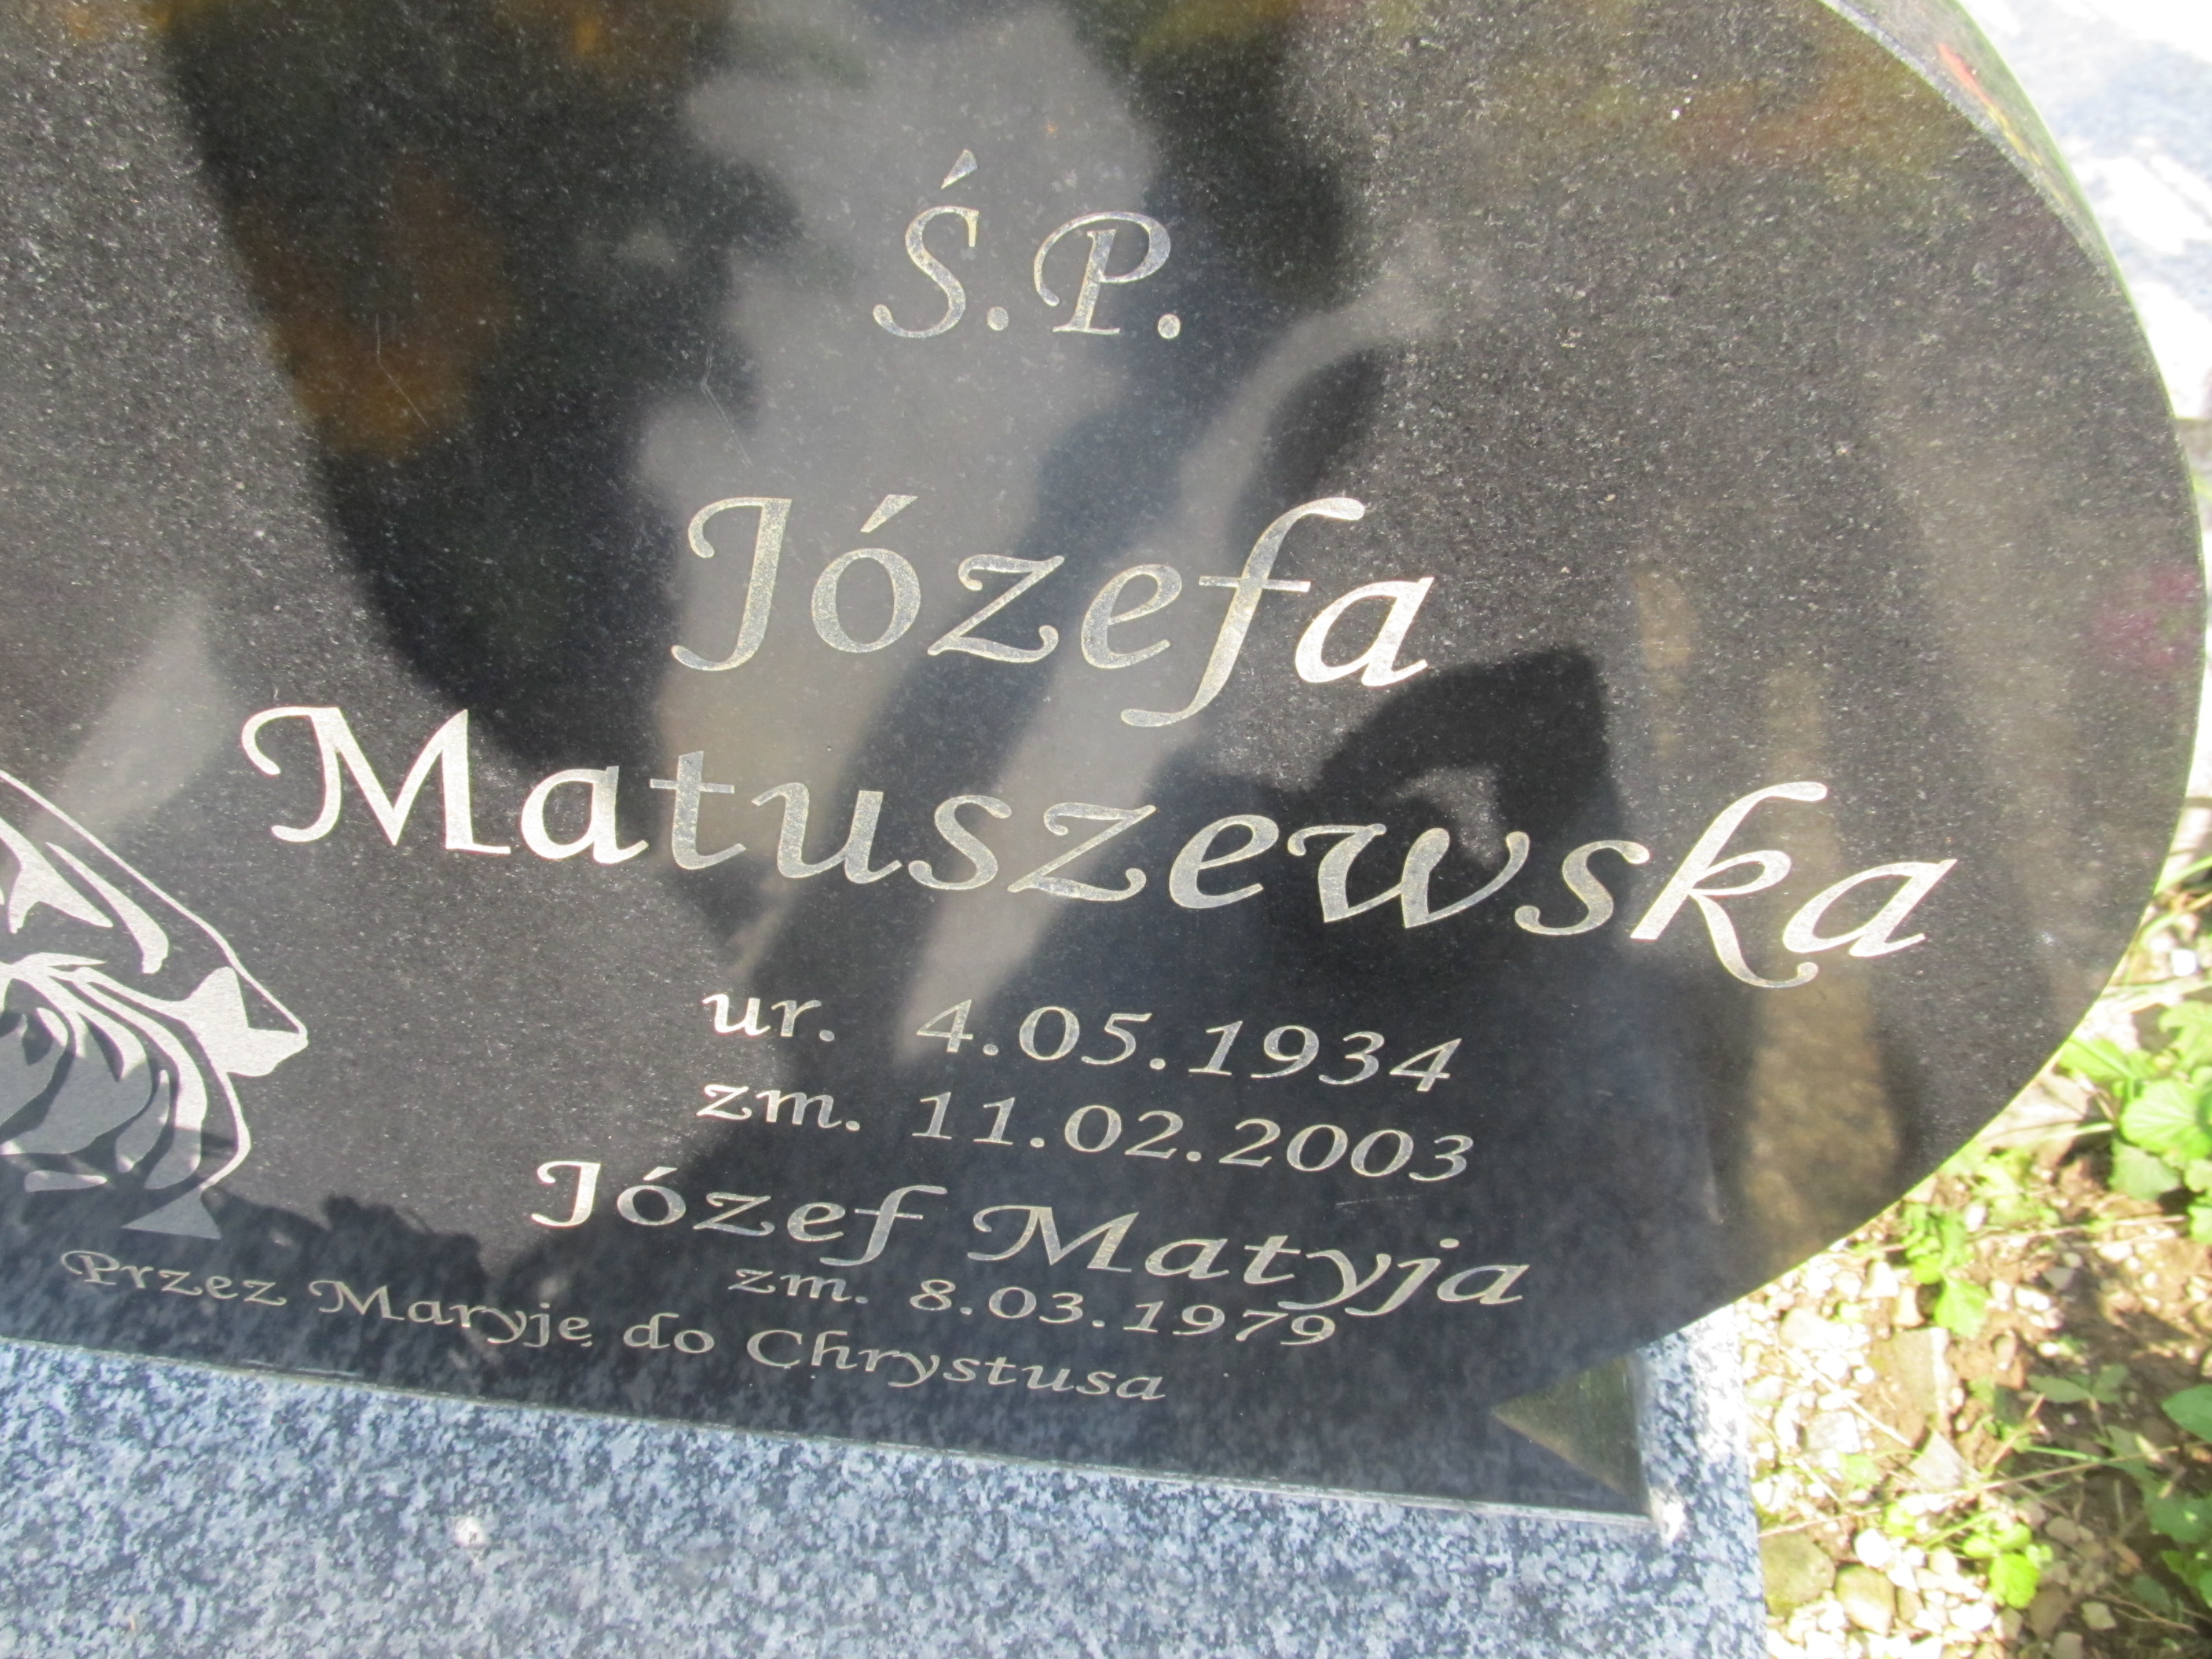 Ś.P.
Józefa
Matuszewska
ur. 4.05.1934
zm. 11.02.2003
Józef Matyja
zm. 8.03.1979
Przez Maryję do Chrystusa